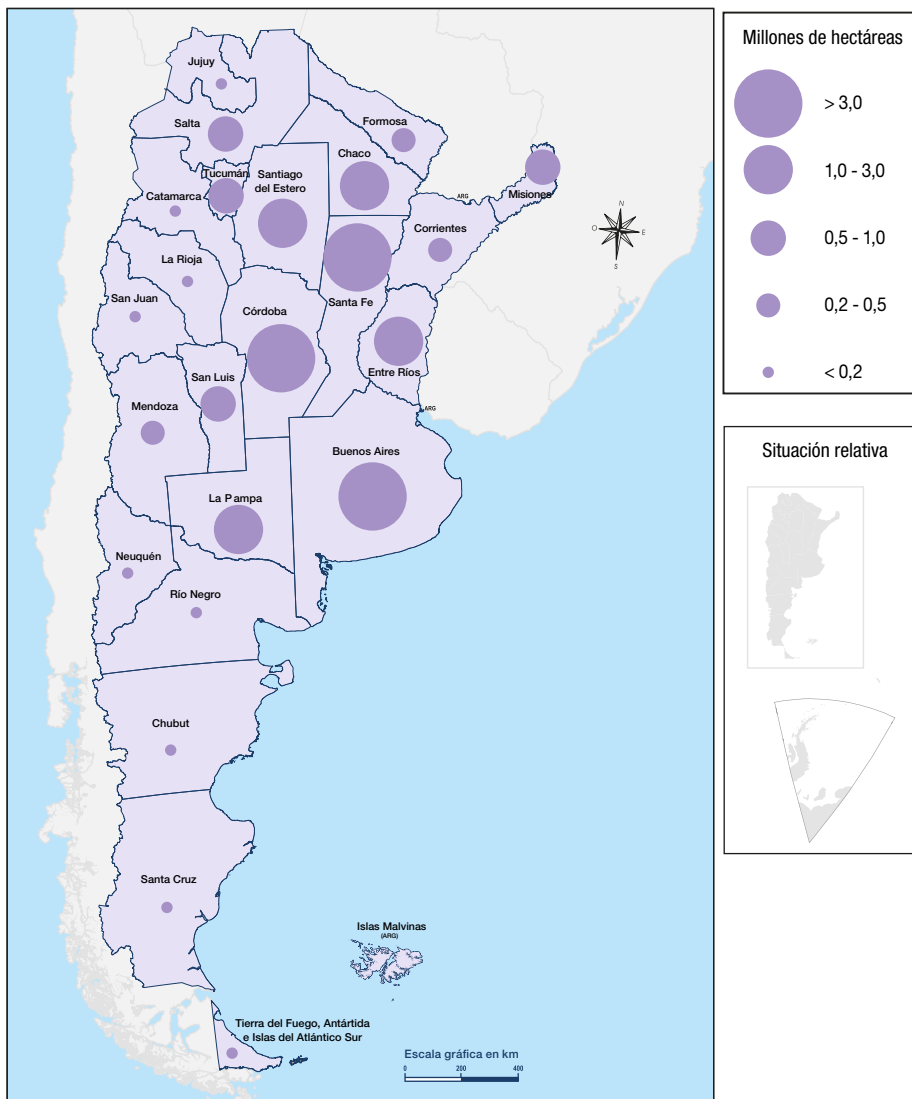 Jujuy
Salta
Formosa
Chaco
Tucumán
Santiago
del Estero
Catamarca
Misiones
ARG
Corrientes
La Rioja
San Juan
Santa Fe
Córdoba
Entre Ríos
San Luis
Mendoza
ARG
Buenos Aires
La Pampa
Neuquén
Río Negro
Chubut
Santa Cruz
Islas Malvinas
(ARG)
Tierra del Fuego, Antártida
e Islas del Atlántico Sur
Escala gráfica en km
0 200 400
N
O E
S
Millones de hectáreas
> 3,0
1,0 - 3,0
0,5 - 1,0
0,2 - 0,5
< 0,2
Situación relativa